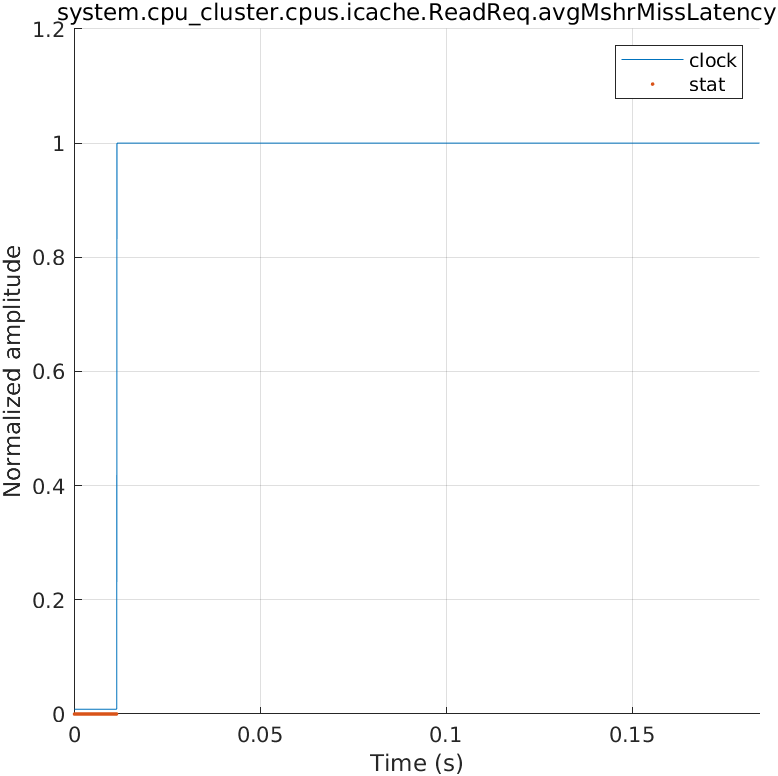 system.cpu_cluster.cpus.icache.ReadReq.avgMshrMissLatency
1.2
1
0.8
0.6
0.4
0.2
0
Normalized amplitude
clock
stat
0 0.05 0.1 0.15
Time (s)